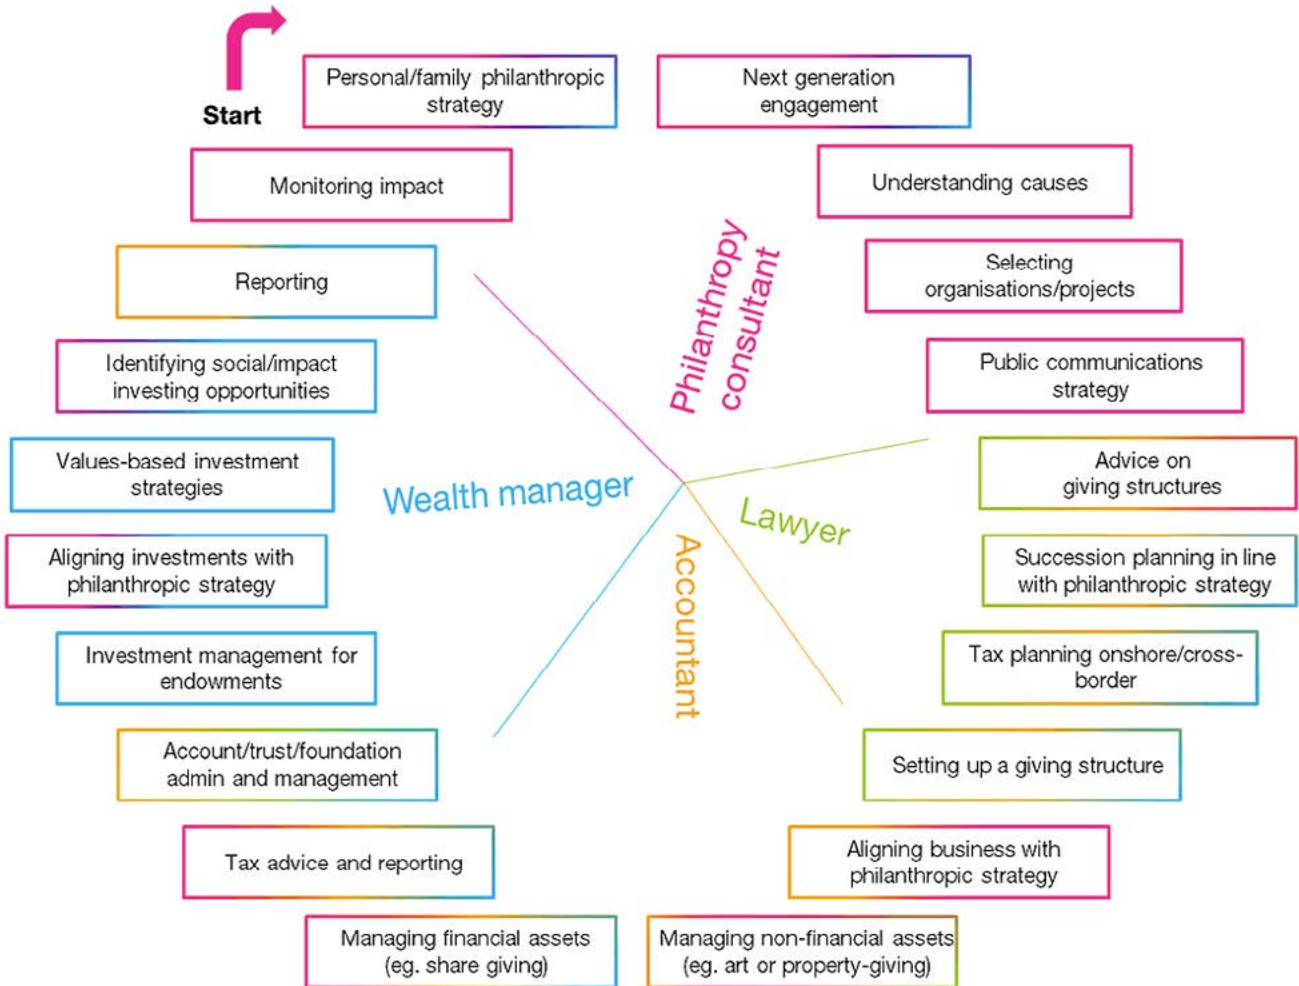 Start
Personal/family philanthropic
strategy
Next generation
engagement
Understanding causes
Selecting
organisations/projects
Public communications
strategy
Advice on
giving structures
Succession planning in line
with philanthropic strategy
Tax planning onshore/cross-
border
Setting up a giving structure
Aligning business with
philanthropic strategy
Managing non-financial assets
(eg. art or property-giving)
Managing financial assets
(eg. share giving)
Tax advice and reporting
Account/trust/foundation
admin and management
Investment management for
endowments
Aligning investments with
philanthropic strategy
Values-based investment
strategies
Identifying social/impact
investing opportunities
Reporting
Monitoring impact
Philanthropy
consultant
Lawyer
Accountant
Wealth manager